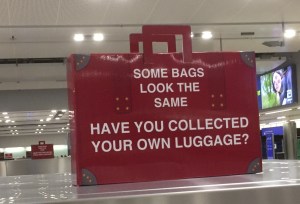 SOME BAGS
LOOK THE
SAME
HAVE YOU COLLECTED
YOUR OWN LUGGAGE?